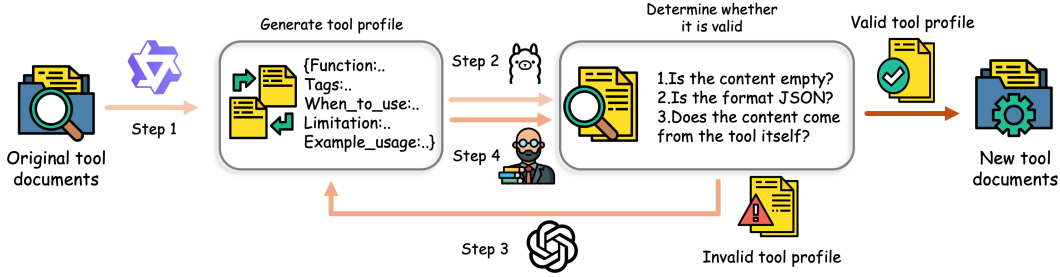 Generate tool profile
Determine whether
it is valid
Valid tool profile
Step 1
Original tool
documents
{Function:..
Tags:..
When_to_use:..
Limitation:..
Example_usage:..}
Step 2
Step 4
1.Is the content empty?
2.Is the format JSON?
3.Does the content come
from the tool itself?
New tool
documents
Step 3
Invalid tool profile